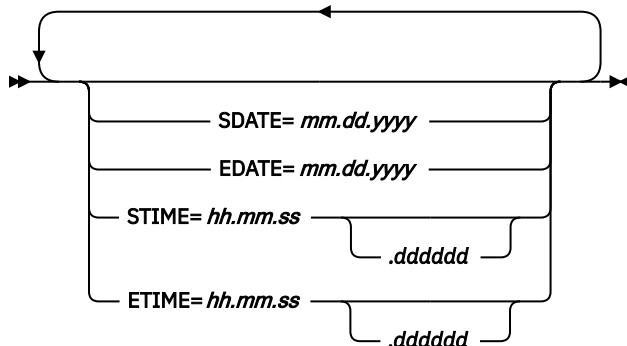 SDATE= mm.dd.yyyy
EDATE= mm.dd.yyyy
STIME= hh.mm.ss
.dddddd
ETIME= hh.mm.ss
.dddddd